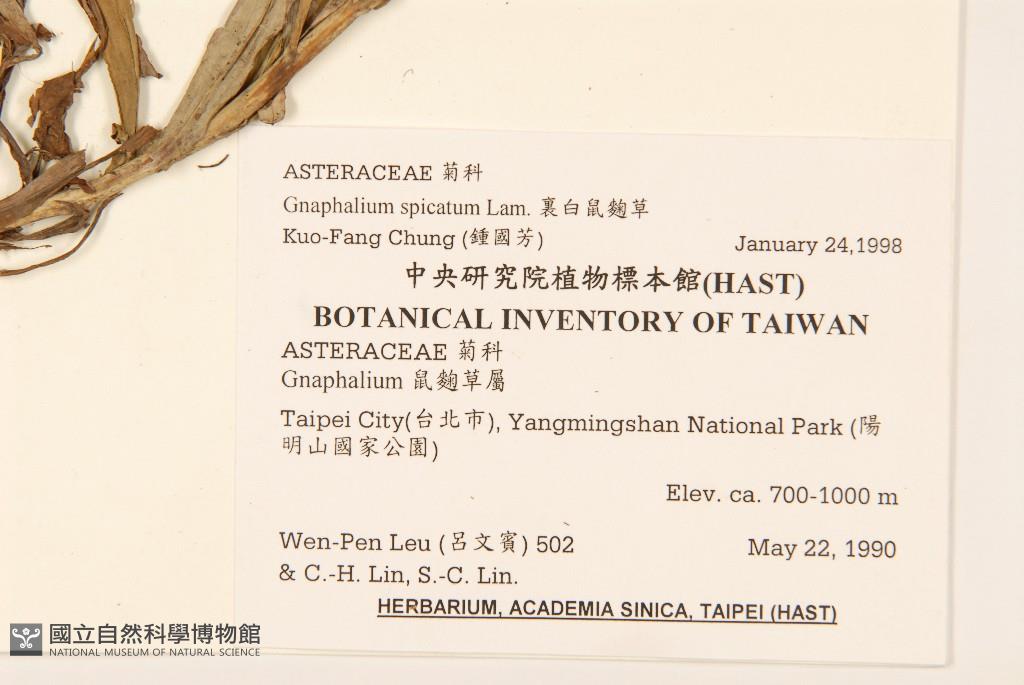 ASTERACEAE 菊科
Gnaphalium spicatum Lam. 裏白鼠麴草
Kuo-Fang Chung (鍾國芳) January 24,1998
中央研究院植物標本館(HAST)
BOTANICAL INVENTORY OF TAIWAN
ASTERACEAE 菊科
Gnaphalium 鼠麴草屬
Taipei City(台北市), Yangmingshan National Park (陽
明山國家公園)
Elev. ca. 700-1000 m
Wen-Pen Leu (呂文賓) 502 May 22, 1990
& C.-H. Lin, S.-C. Lin.
HERBARIUM, ACADEMIA SINICA, TAIPEI (HAST)
國立自然科學博物館
NATIONAL MUSEUM OF NATURAL SCIENCE